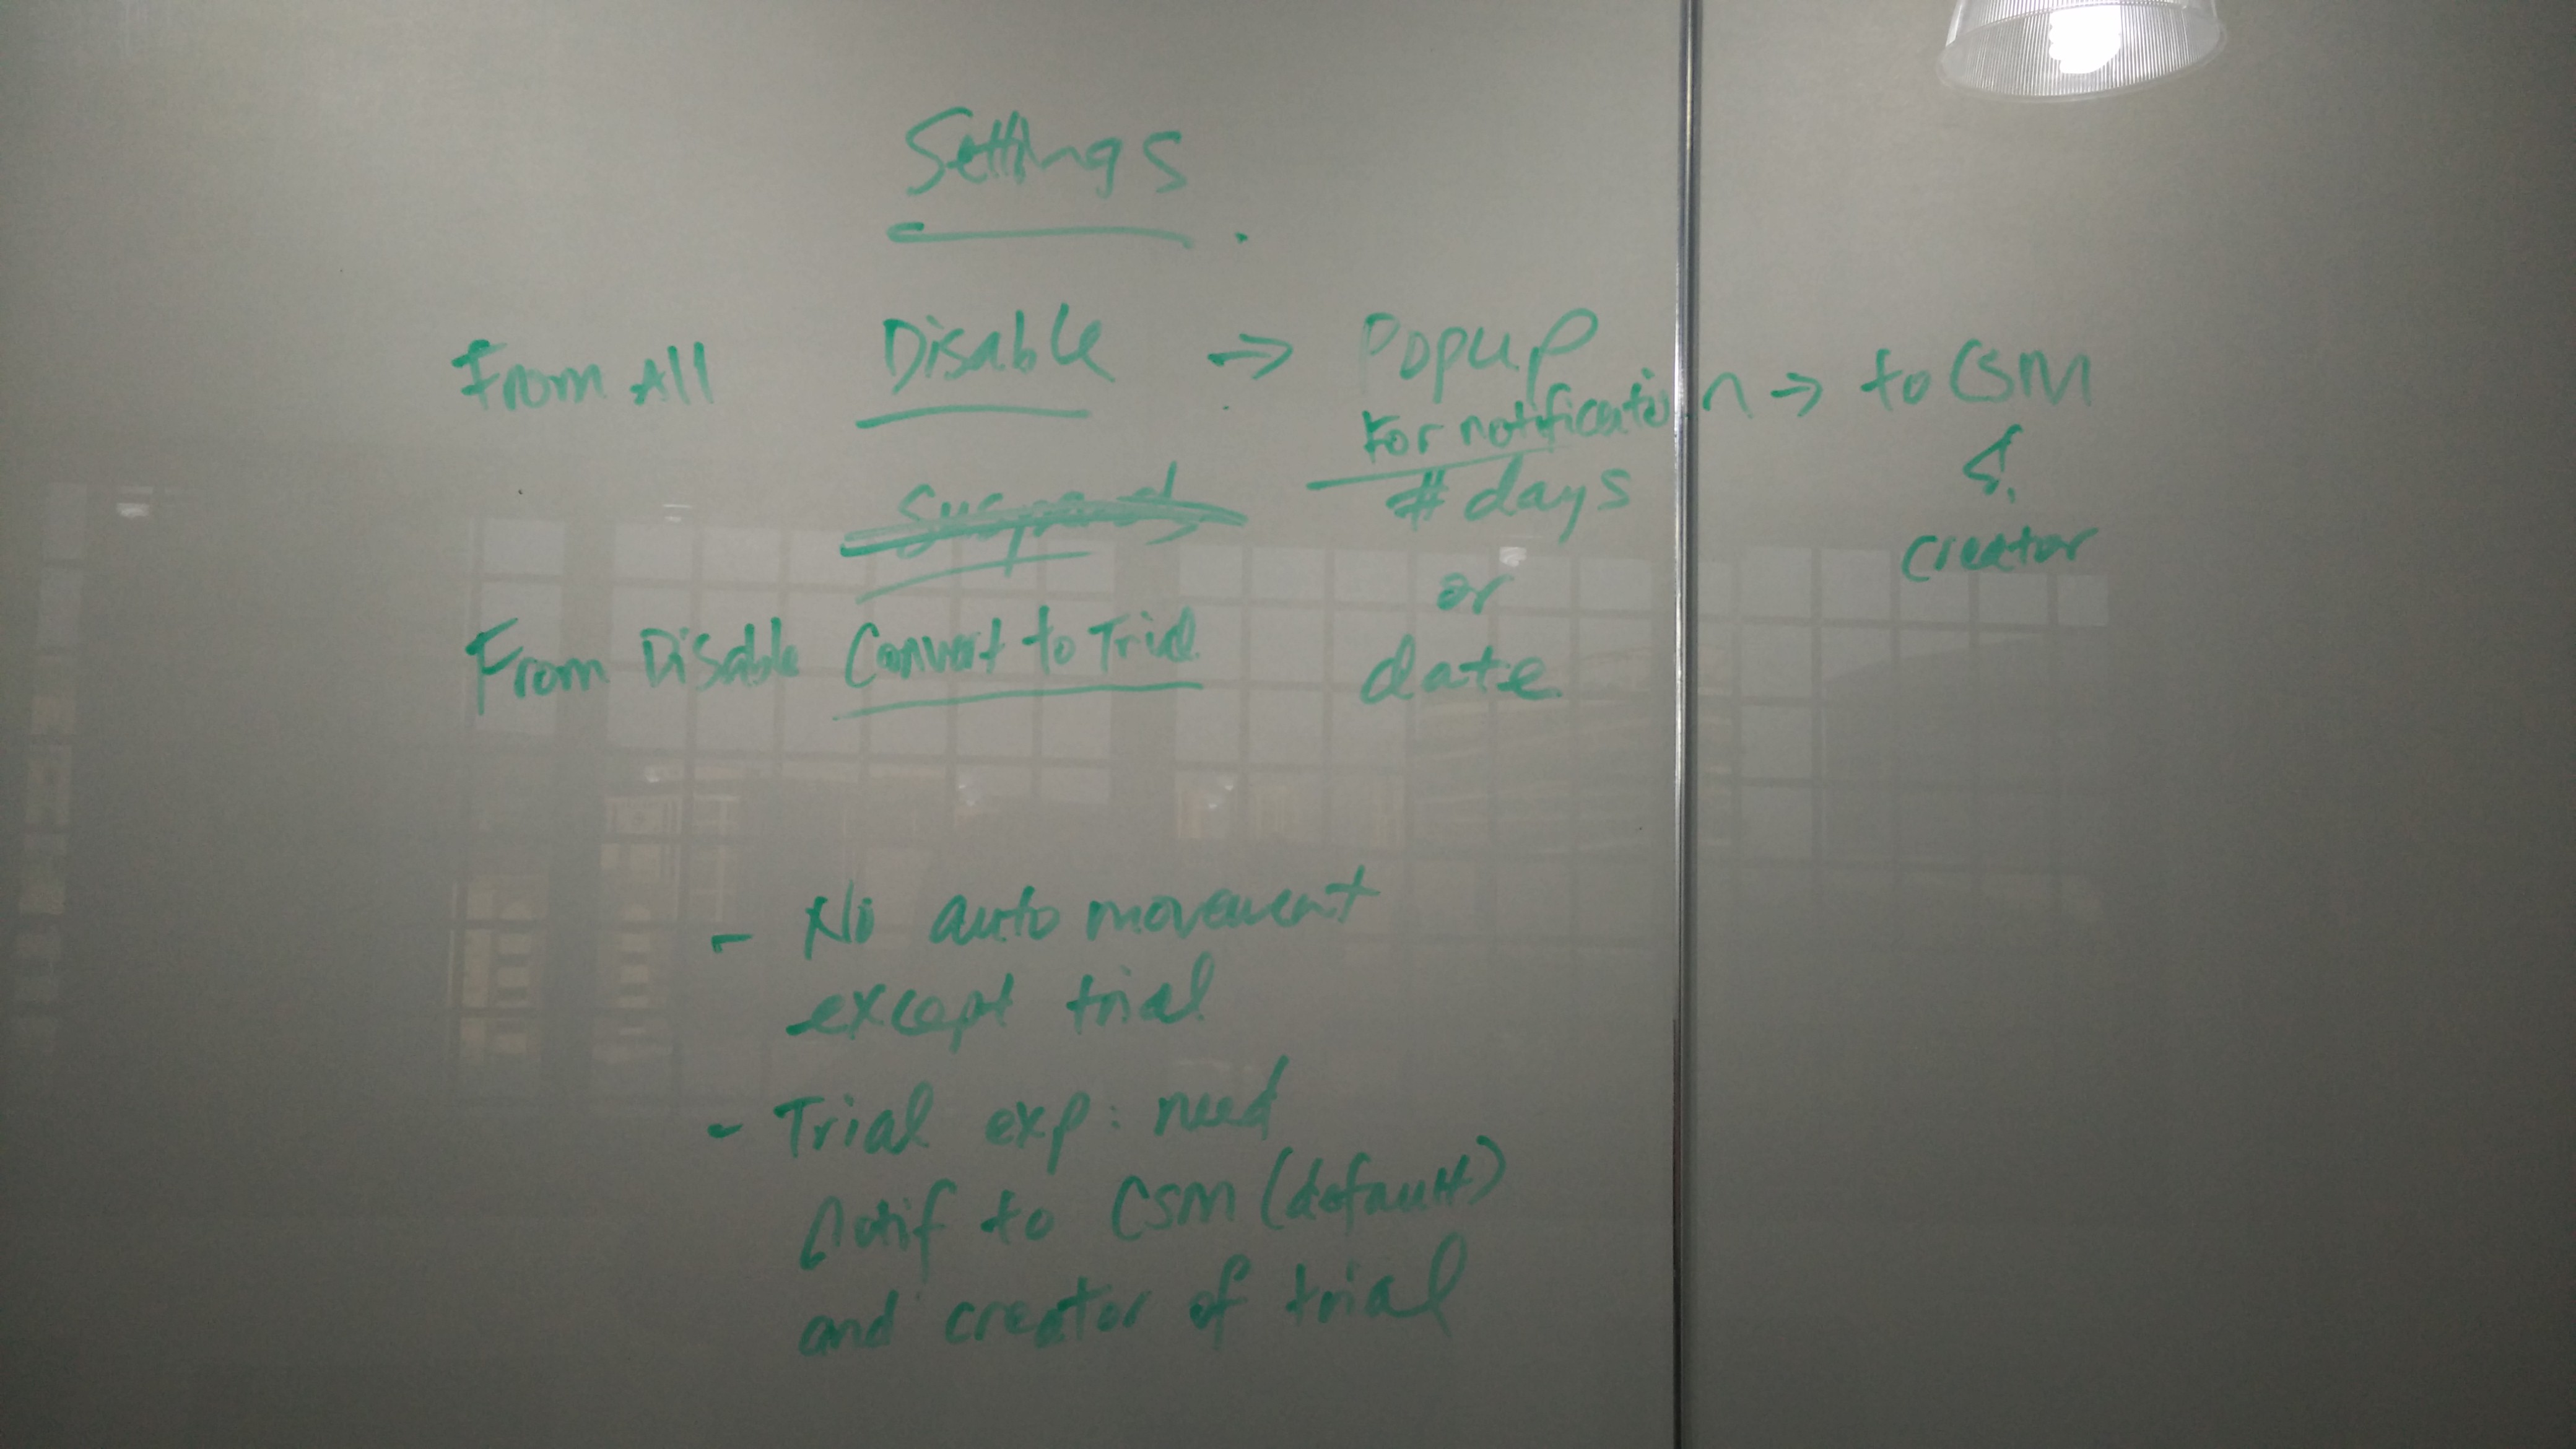 Settings
From All Disable → Popup
For notification → to CSM
&
creator
Suspend
# days
or
date
From Disable Convert to Trial
- No auto movement
except trial
- Trial exp: need
notif to CSM (default)
and creator of trial